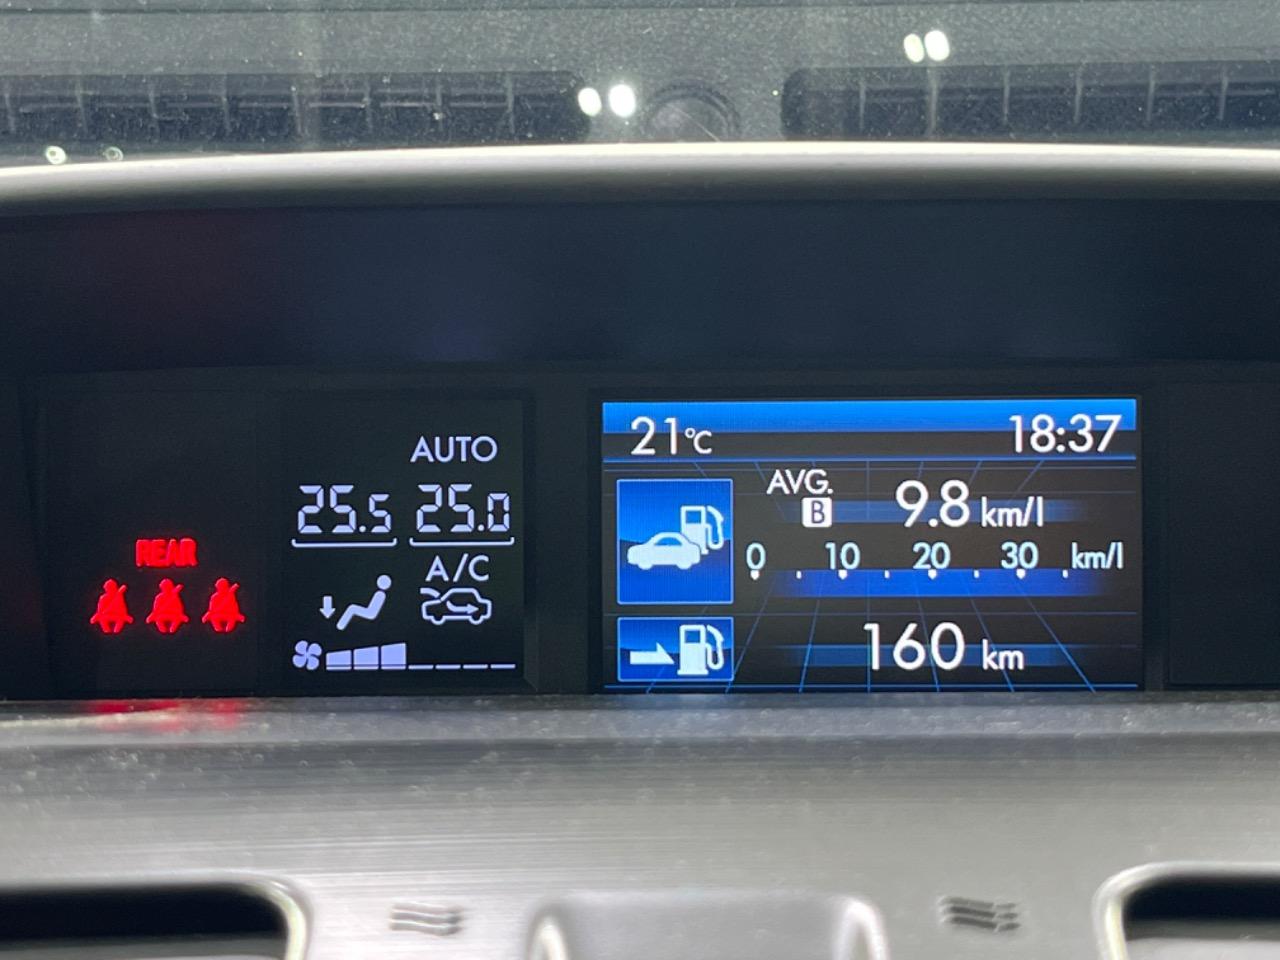 REAR
AUTO
25.5 25.0
A/C
21°C 18:37
AVG. B 9.8 km/l
0 10 20 30 km/l
160 km